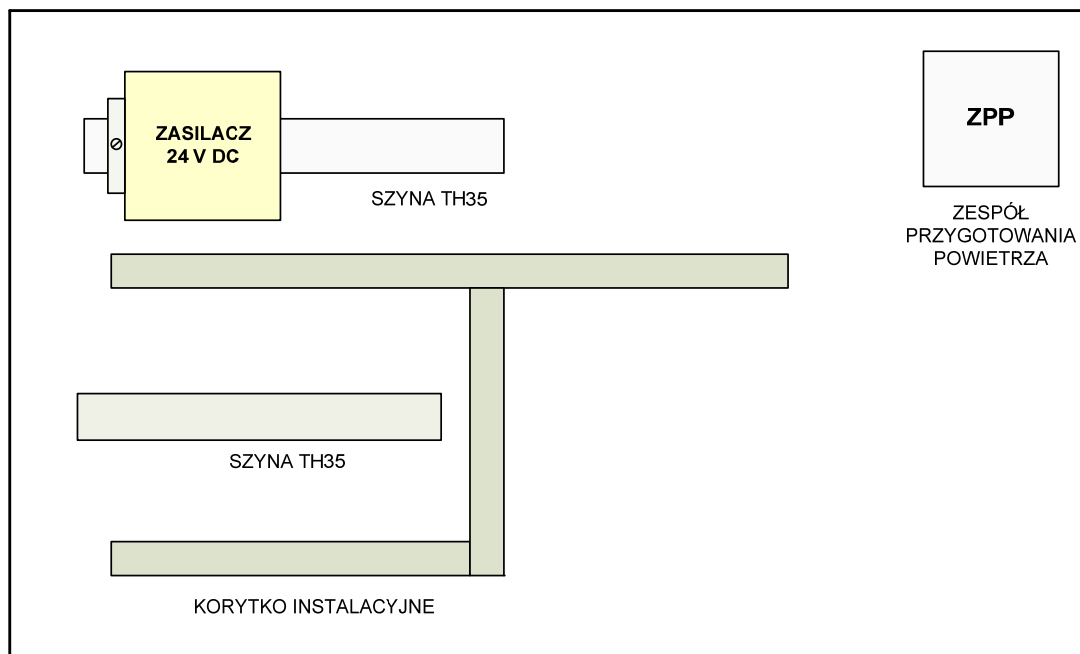 ZASILACZ
24 V DC
SZYNA TH35
ZPP
ZESPÓŁ
PRZYGOTOWANIA
POWIETRZA
SZYNA TH35
KORYTKO INSTALACYJNE